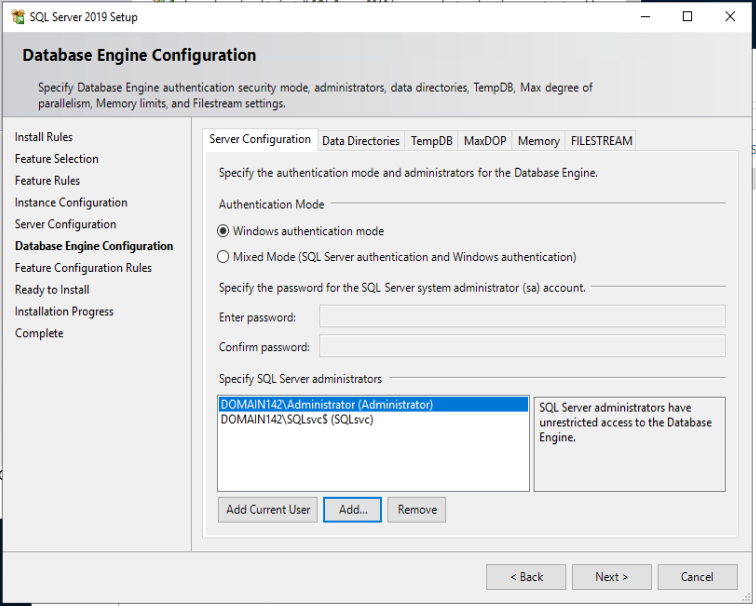 SQL Server 2019 Setup
Database Engine Configuration
Specify Database Engine authentication security mode, administrators, data directories, TempDB, Max degree of
parallelism, Memory limits, and Filestream settings.
Install Rules
Feature Selection
Feature Rules
Instance Configuration
Server Configuration
Database Engine Configuration
Feature Configuration Rules
Ready to Install
Installation Progress
Complete
Server Configuration Data Directories TempDB MaxDOP Memory FILESTREAM
Specify the authentication mode and administrators for the Database Engine.
Authentication Mode
Windows authentication mode
Mixed Mode (SQL Server authentication and Windows authentication)
Specify the password for the SQL Server system administrator (sa) account.
Enter password:
Confirm password:
Specify SQL Server administrators
DOMAIN142\Administrator (Administrator)
DOMAIN142\SQLsvc$ (SQLsvc)
SQL Server administrators have
unrestricted access to the Database
Engine.
Add Current User Add... Remove
< Back Next > Cancel